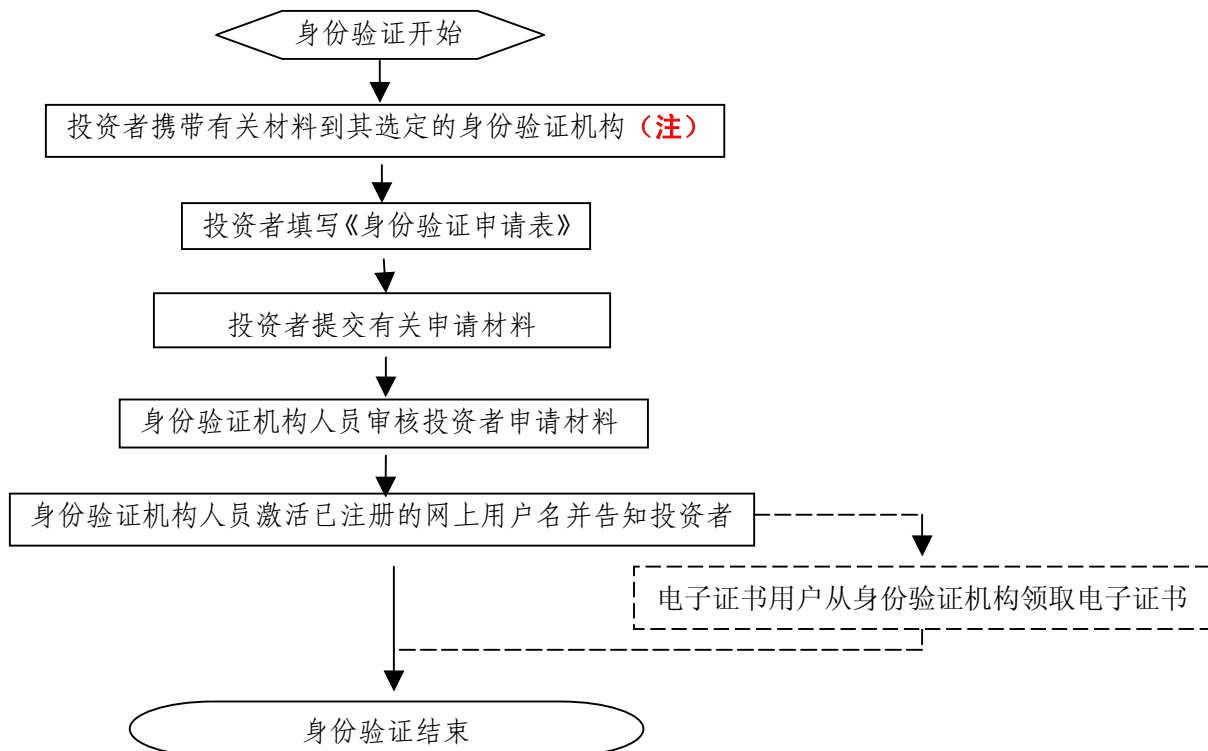 身份验证开始
投资者携带有关材料到其选定的身份验证机构（注）
投资者填写《身份验证申请表》
投资者提交有关申请材料
身份验证机构人员审核投资者申请材料
身份验证机构人员激活已注册的网上用户名并告知投资者
电子证书用户从身份验证机构领取电子证书
身份验证结束